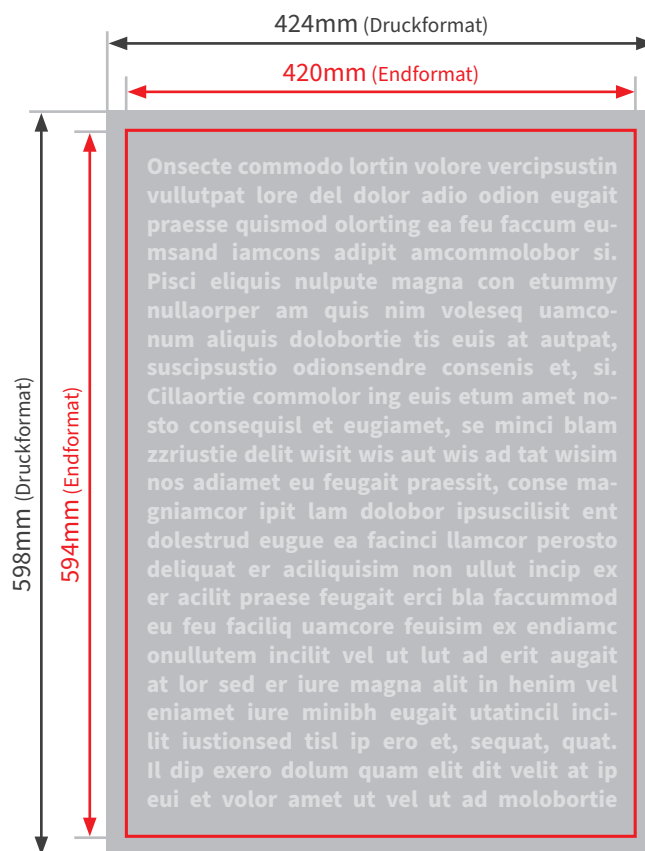 424mm (Druckformat)
420mm (Endformat)
598mm (Druckformat)
594mm (Endformat)
Onsecte commodo lortin volore vercipsustin
vullutpat lore del dolor adio odion eugait
praesse quismod olorting ea feu faccum eu-
msand iamcons adipit amcommolobor si.
Pisci eliquis nulpute magna con etummy
nullaorper am quis nim voleseq uamco-
num aliquis dolobortie tis euis at autpat,
suscipsustio odionsendre consenis et, si.
Cillaortie commolor ing euis etum amet no-
sto consequisl et eugiamet, se minci blam
zzriustie delit wisit wis aut wis ad tat wisim
nos adiamet eu feugait praessit, conse ma-
gniamcor ipit lam dolobor ipsuscilisit ent
dolestrud eugue ea facinci llamcor perosto
deliquat er aciliquisim non ullut incip ex
er acilit praese feugait erci bla faccummod
eu feu faciliq uamcore feuisim ex endiamc
onullutem incilit vel ut lut ad erit augait
at lor sed er iure magna alit in henim vel
eniamet iure minibh eugait utatincil inci-
lit iustionsed tisl ip ero et, sequat, quat.
Il dip exero dolum quam elit dit velit at ip
eui et volor amet ut vel ut ad molobortie